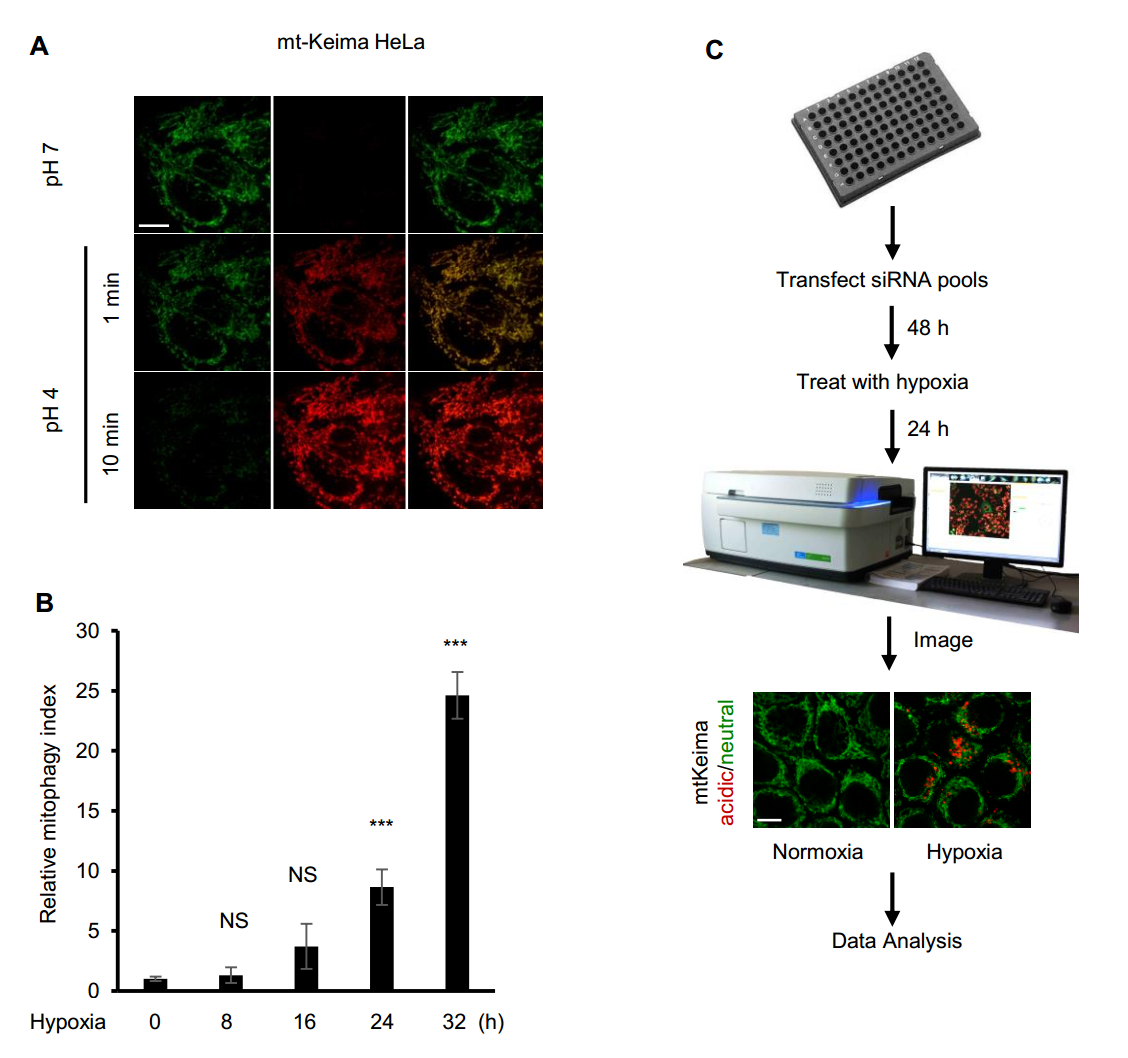 A
mt-Keima HeLa
pH 7
pH 4
1 min
10 min
B
Relative mitophagy index
30
25
20
15
10
5
0
NS
NS
***
***
Hypoxia 0 8 16 24 32 (h)
C
Transfect siRNA pools
48 h
Treat with hypoxia
24 h
Image
mtKeima
acidic/neutral
Normoxia Hypoxia
Data Analysis